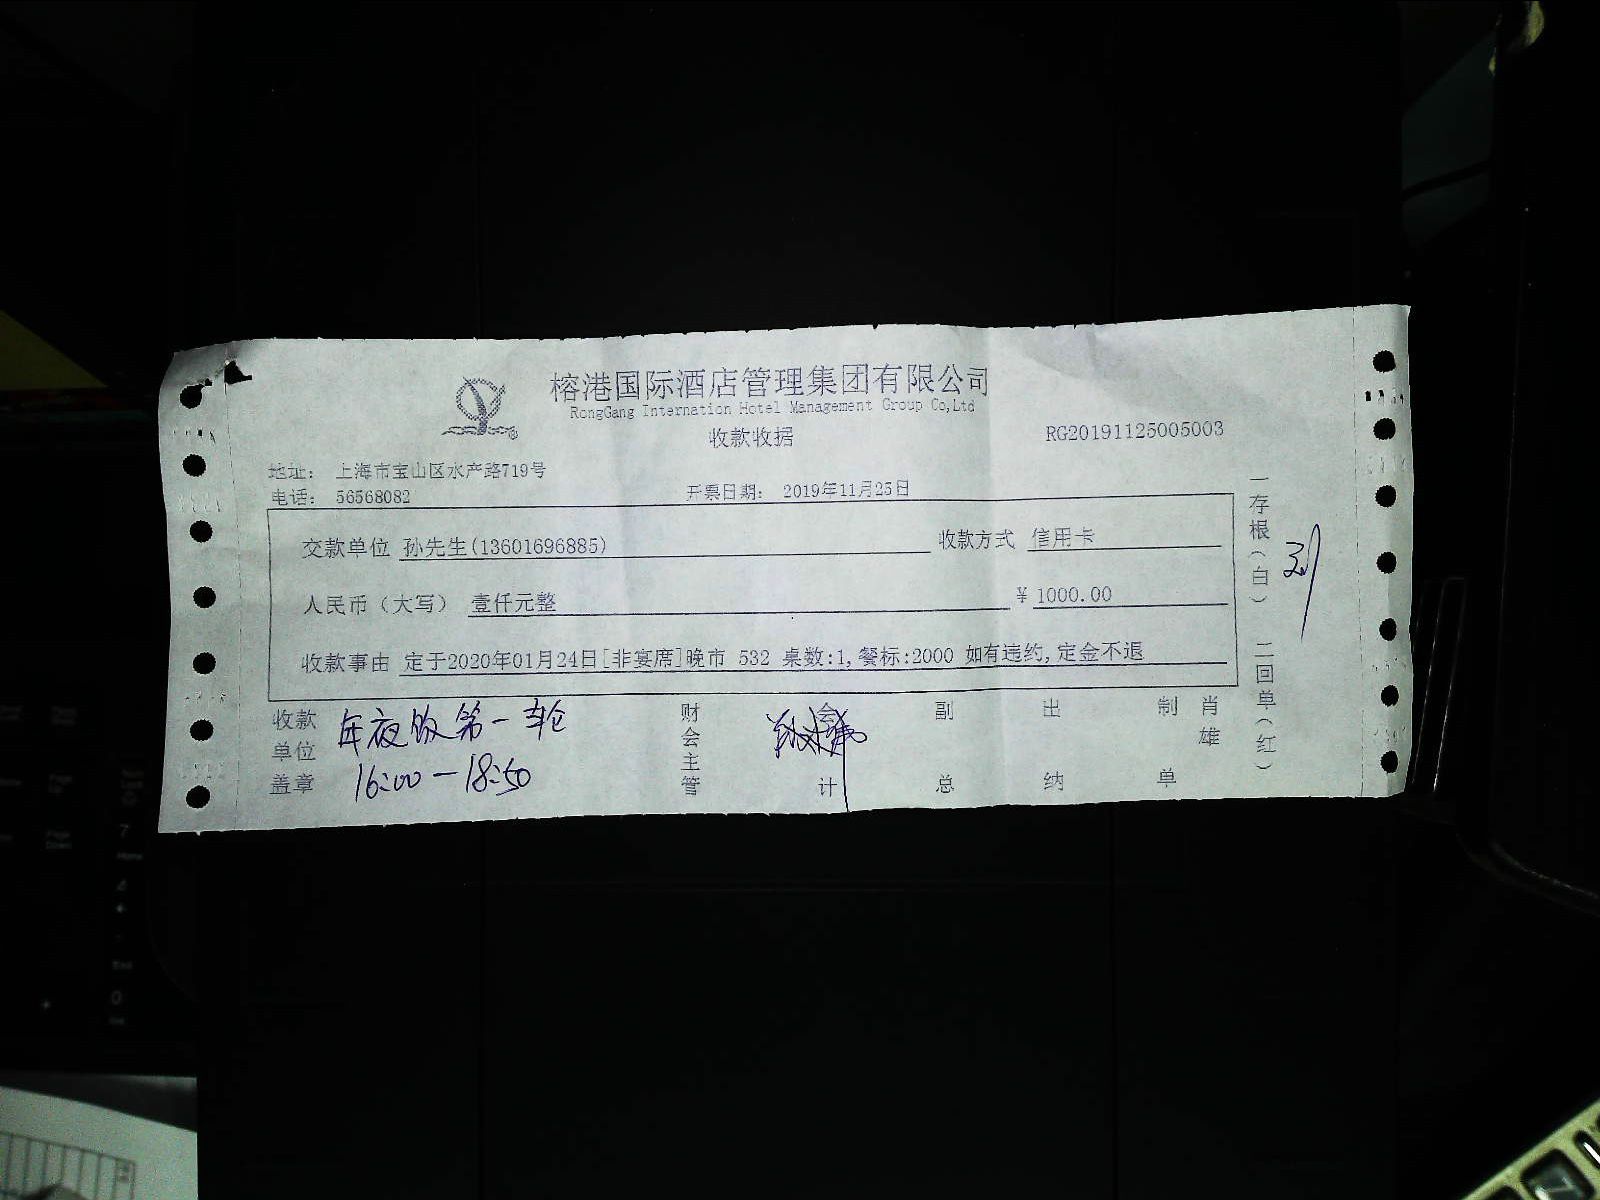 榕港国际酒店管理集团有限公司
RongGang Internation Hotel Management Group Co,Ltd
收款收据
RG20191125005003
地址： 上海市宝山区水产路719号
电话： 56568082
开票日期： 2019年11月25日
交款单位 孙先生(13601696885)
收款方式 信用卡
人民币（大写） 壹仟元整
¥ 1000.00
收款事由 定于2020年01月24日[非宴席]晚市 532 桌数:1,餐标:2000 如有违约,定金不退
收款单位盖章
年夜饭第一轮
16:00-18:50
财会主管
会计
副总
出纳
制单
肖雄
一存根(白) 二回单(红)
7
Home
4
End
0
Page Down